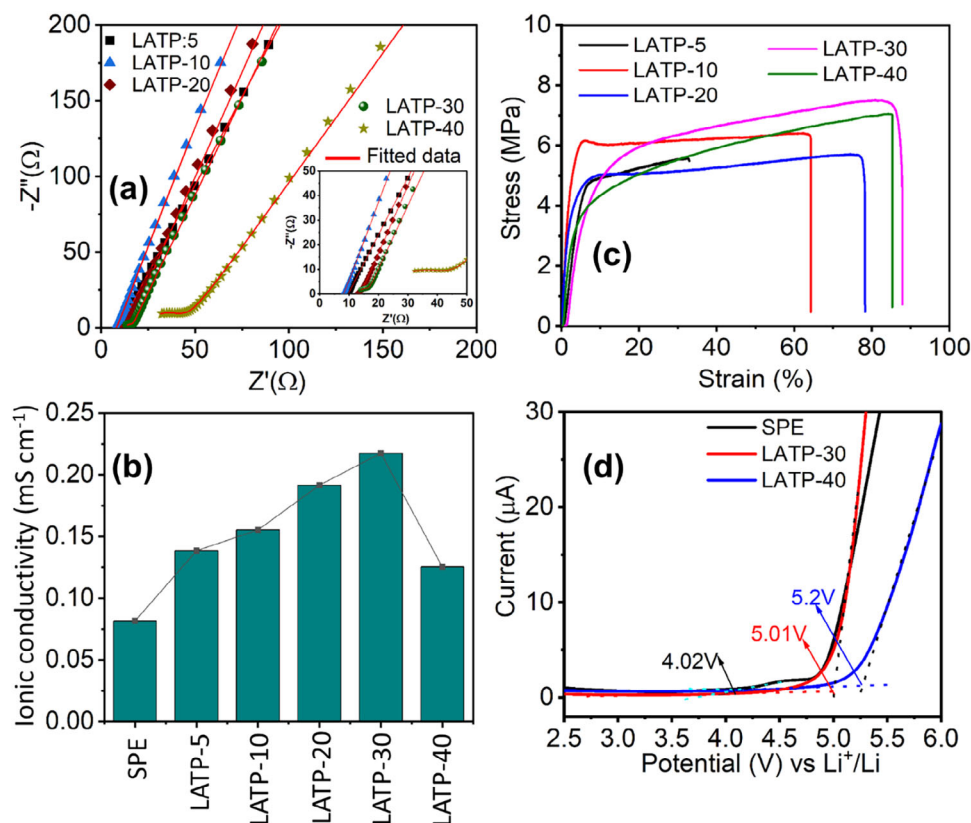 (a)
-Z''(Ω)
200
150
100
50
0
LATP:5
LATP-10
LATP-20
LATP-30
LATP-40
Fitted data
-Z''(Ω)
50
40
30
20
10
0
0 10 20 30 40 50
Z'(Ω)
0 50 100 150 200
Z'(Ω)
(c)
Stress (MPa)
10
8
6
4
2
0
LATP-5
LATP-10
LATP-20
LATP-30
LATP-40
0 20 40 60 80 100
Strain (%)
(b)
Ionic conductivity (mS cm⁻¹)
0.25
0.20
0.15
0.10
0.05
0.00
SPE
LATP-5
LATP-10
LATP-20
LATP-30
LATP-40
(d)
Current (µA)
30
20
10
0
SPE
LATP-30
LATP-40
5.2V
5.01V
4.02V
2.5 3.0 3.5 4.0 4.5 5.0 5.5 6.0
Potential (V) vs Li⁺/Li